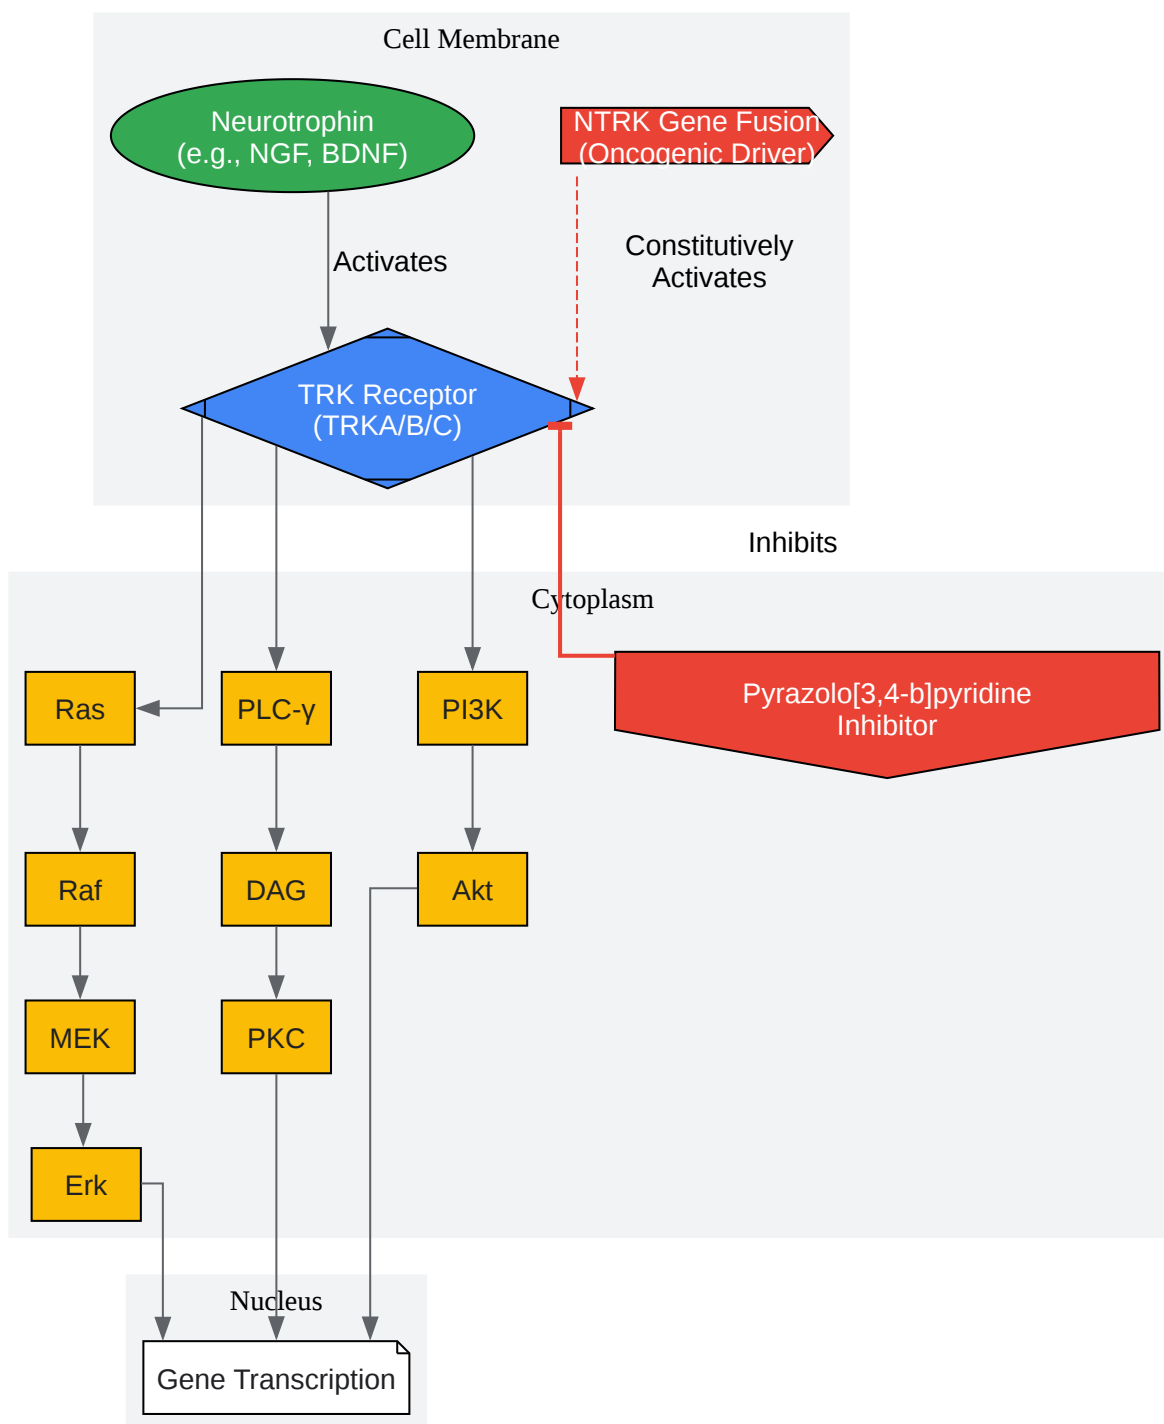 Cell Membrane
Neurotrophin
(e.g., NGF, BDNF)
NTRK Gene Fusion
(Oncogenic Driver)
Activates
Constitutively
Activates
TRK Receptor
(TRKA/B/C)
Inhibits
Cytoplasm
Ras
PLC-γ
PI3K
Pyrazolo[3,4-b]pyridine
Inhibitor
Raf
DAG
Akt
MEK
PKC
Erk
Nucleus
Gene Transcription